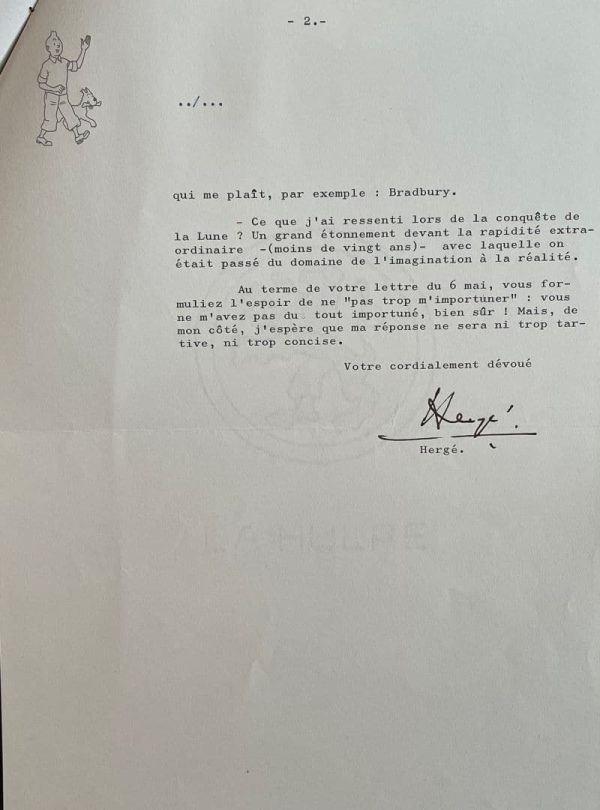 - 2.-
../...
qui me plaît, par exemple : Bradbury.
- Ce que j'ai ressenti lors de la conquête de
la Lune ? Un grand étonnement devant la rapidité extra-
ordinaire -(moins de vingt ans)- avec laquelle on
était passé du domaine de l'imagination à la réalité.
Au terme de votre lettre du 6 mai, vous for-
muliez l'espoir de ne "pas trop m'importuner" : vous
ne m'avez pas du tout importuné, bien sûr ! Mais, de
mon côté, j'espère que ma réponse ne sera ni trop tar-
tive, ni trop concise.
Votre cordialement dévoué
Hergé.
Hergé.